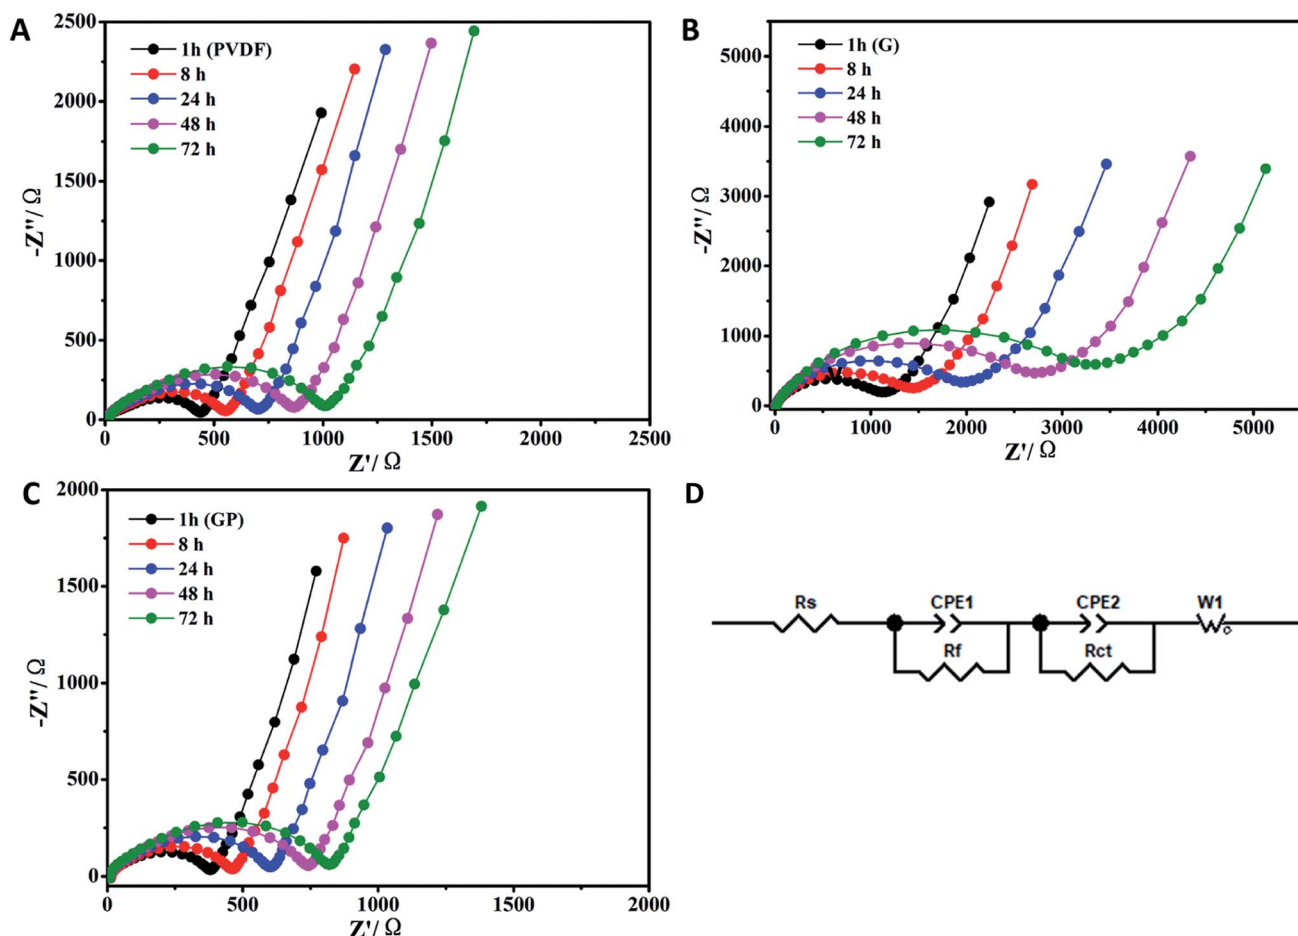 A
2500
2000
1500
1000
500
0
-Z''/ Ω
1h (PVDF)
8 h
24 h
48 h
72 h
0 500 1000 1500 2000 2500
Z'/ Ω
B
5000
4000
3000
2000
1000
0
-Z''/ Ω
1h (G)
8 h
24 h
48 h
72 h
0 1000 2000 3000 4000 5000
Z'/ Ω
C
2000
1500
1000
500
0
-Z''/ Ω
1h (GP)
8 h
24 h
48 h
72 h
0 500 1000 1500 2000
Z'/ Ω
D
Rs CPE1 CPE2 W1
Rf Rct